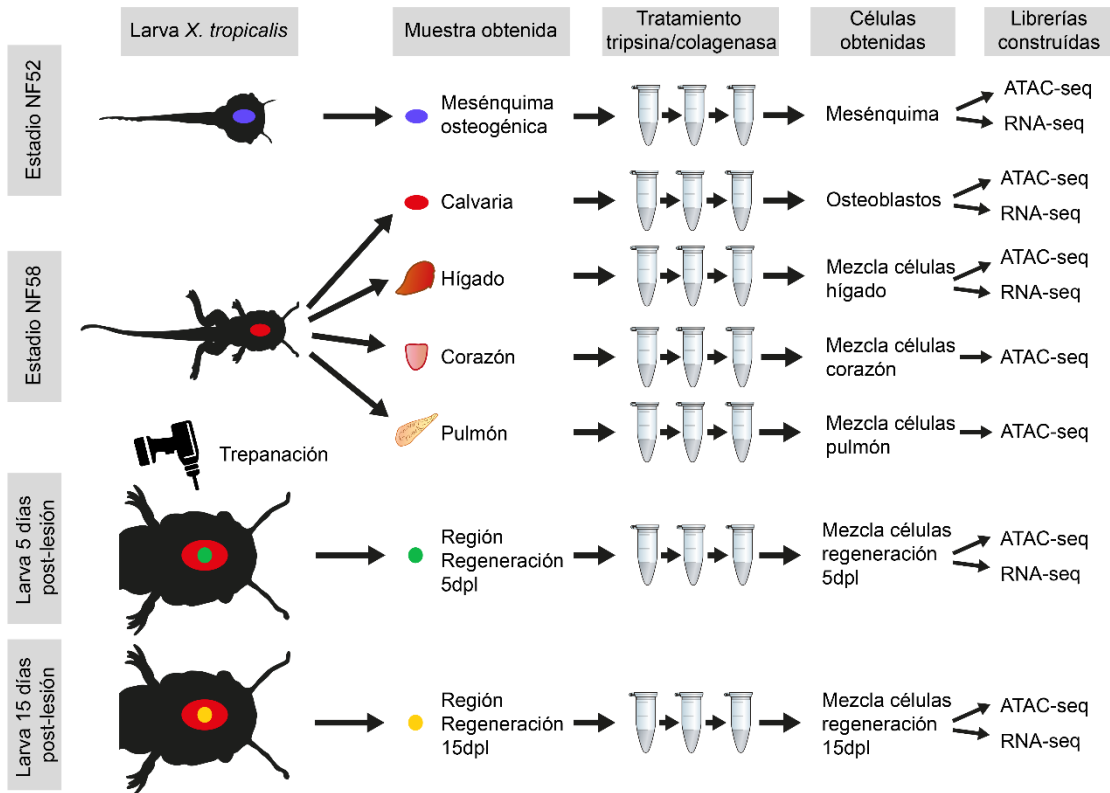 Larva X. tropicalis
Muestra obtenida
Tratamiento
tripsina/colagenasa
Células
obtenidas
Librerías
construídas
Estadio NF52
Mesénquima
osteogénica
Mesénquima
ATAC-seq
RNA-seq
Estadio NF58
Calvaria
Osteoblastos
ATAC-seq
RNA-seq
Hígado
Mezcla células
hígado
ATAC-seq
RNA-seq
Corazón
Mezcla células
corazón
ATAC-seq
Pulmón
Mezcla células
pulmón
ATAC-seq
Trepanación
Larva 5 días
post-lesión
Región
Regeneración
5dpl
Mezcla células
regeneración
5dpl
ATAC-seq
RNA-seq
Larva 15 días
post-lesión
Región
Regeneración
15dpl
Mezcla células
regeneración
15dpl
ATAC-seq
RNA-seq